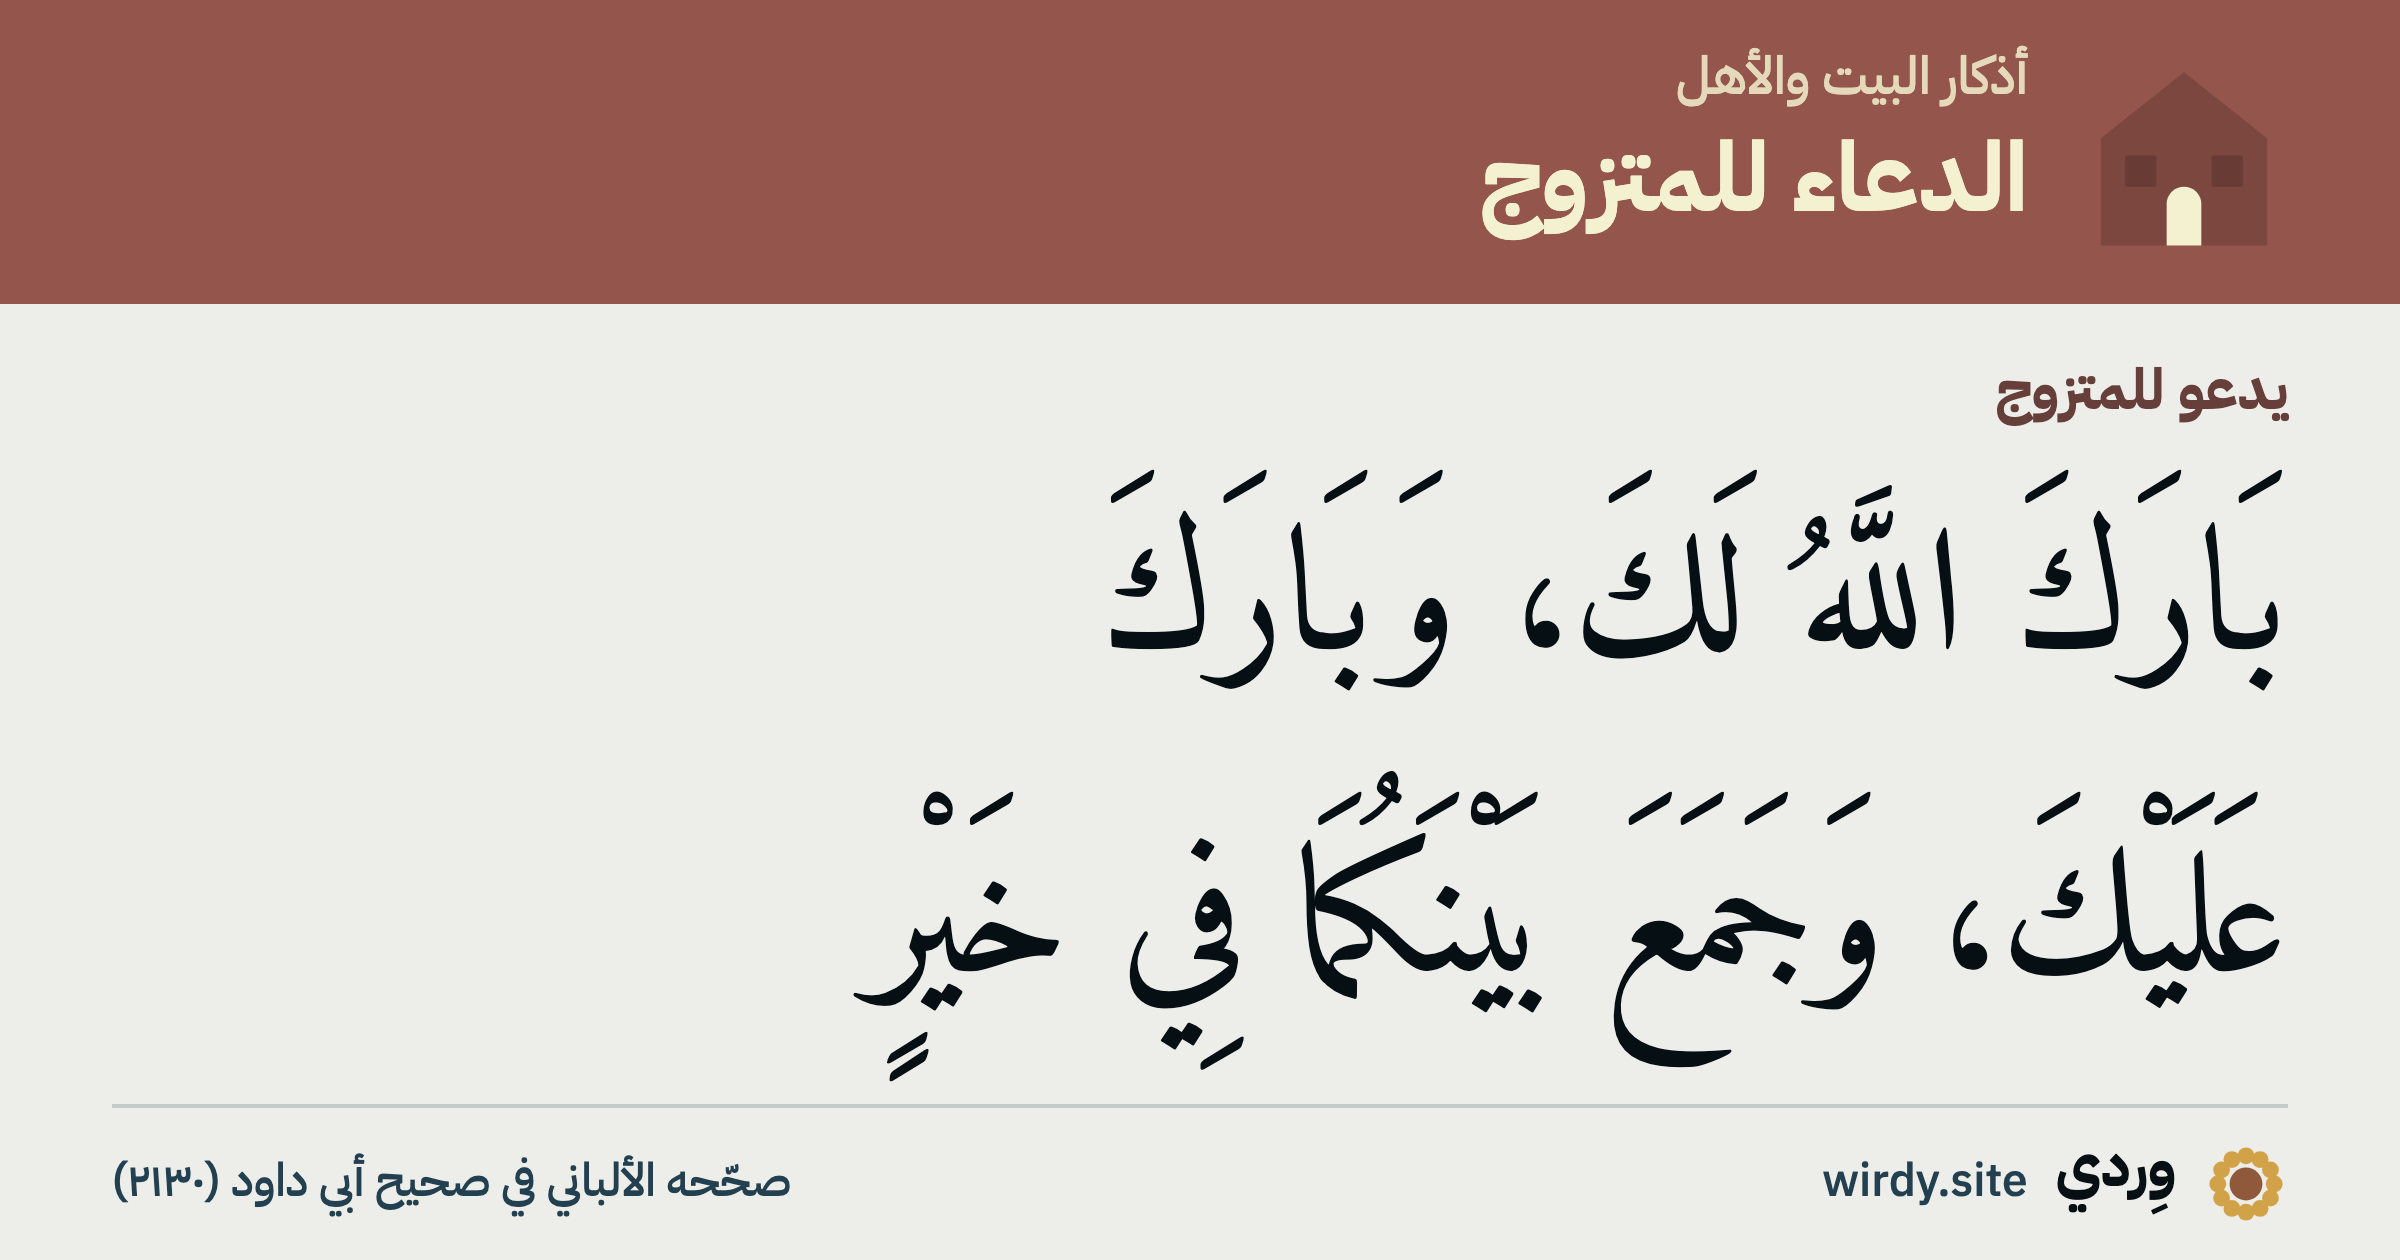 أذكار البيت والأهل
الدعاء للمتزوج
يدعو للمتزوج
بَارَكَ اللَّهُ لَكَ، وَبَارَكَ
عَلَيْكَ، وَجَمَعَ بَيْنَكُمَا فِي خَيْرٍ
وِردي wirdy.site
صحّحه الألباني في صحيح أبي داود (٢١٣٠)